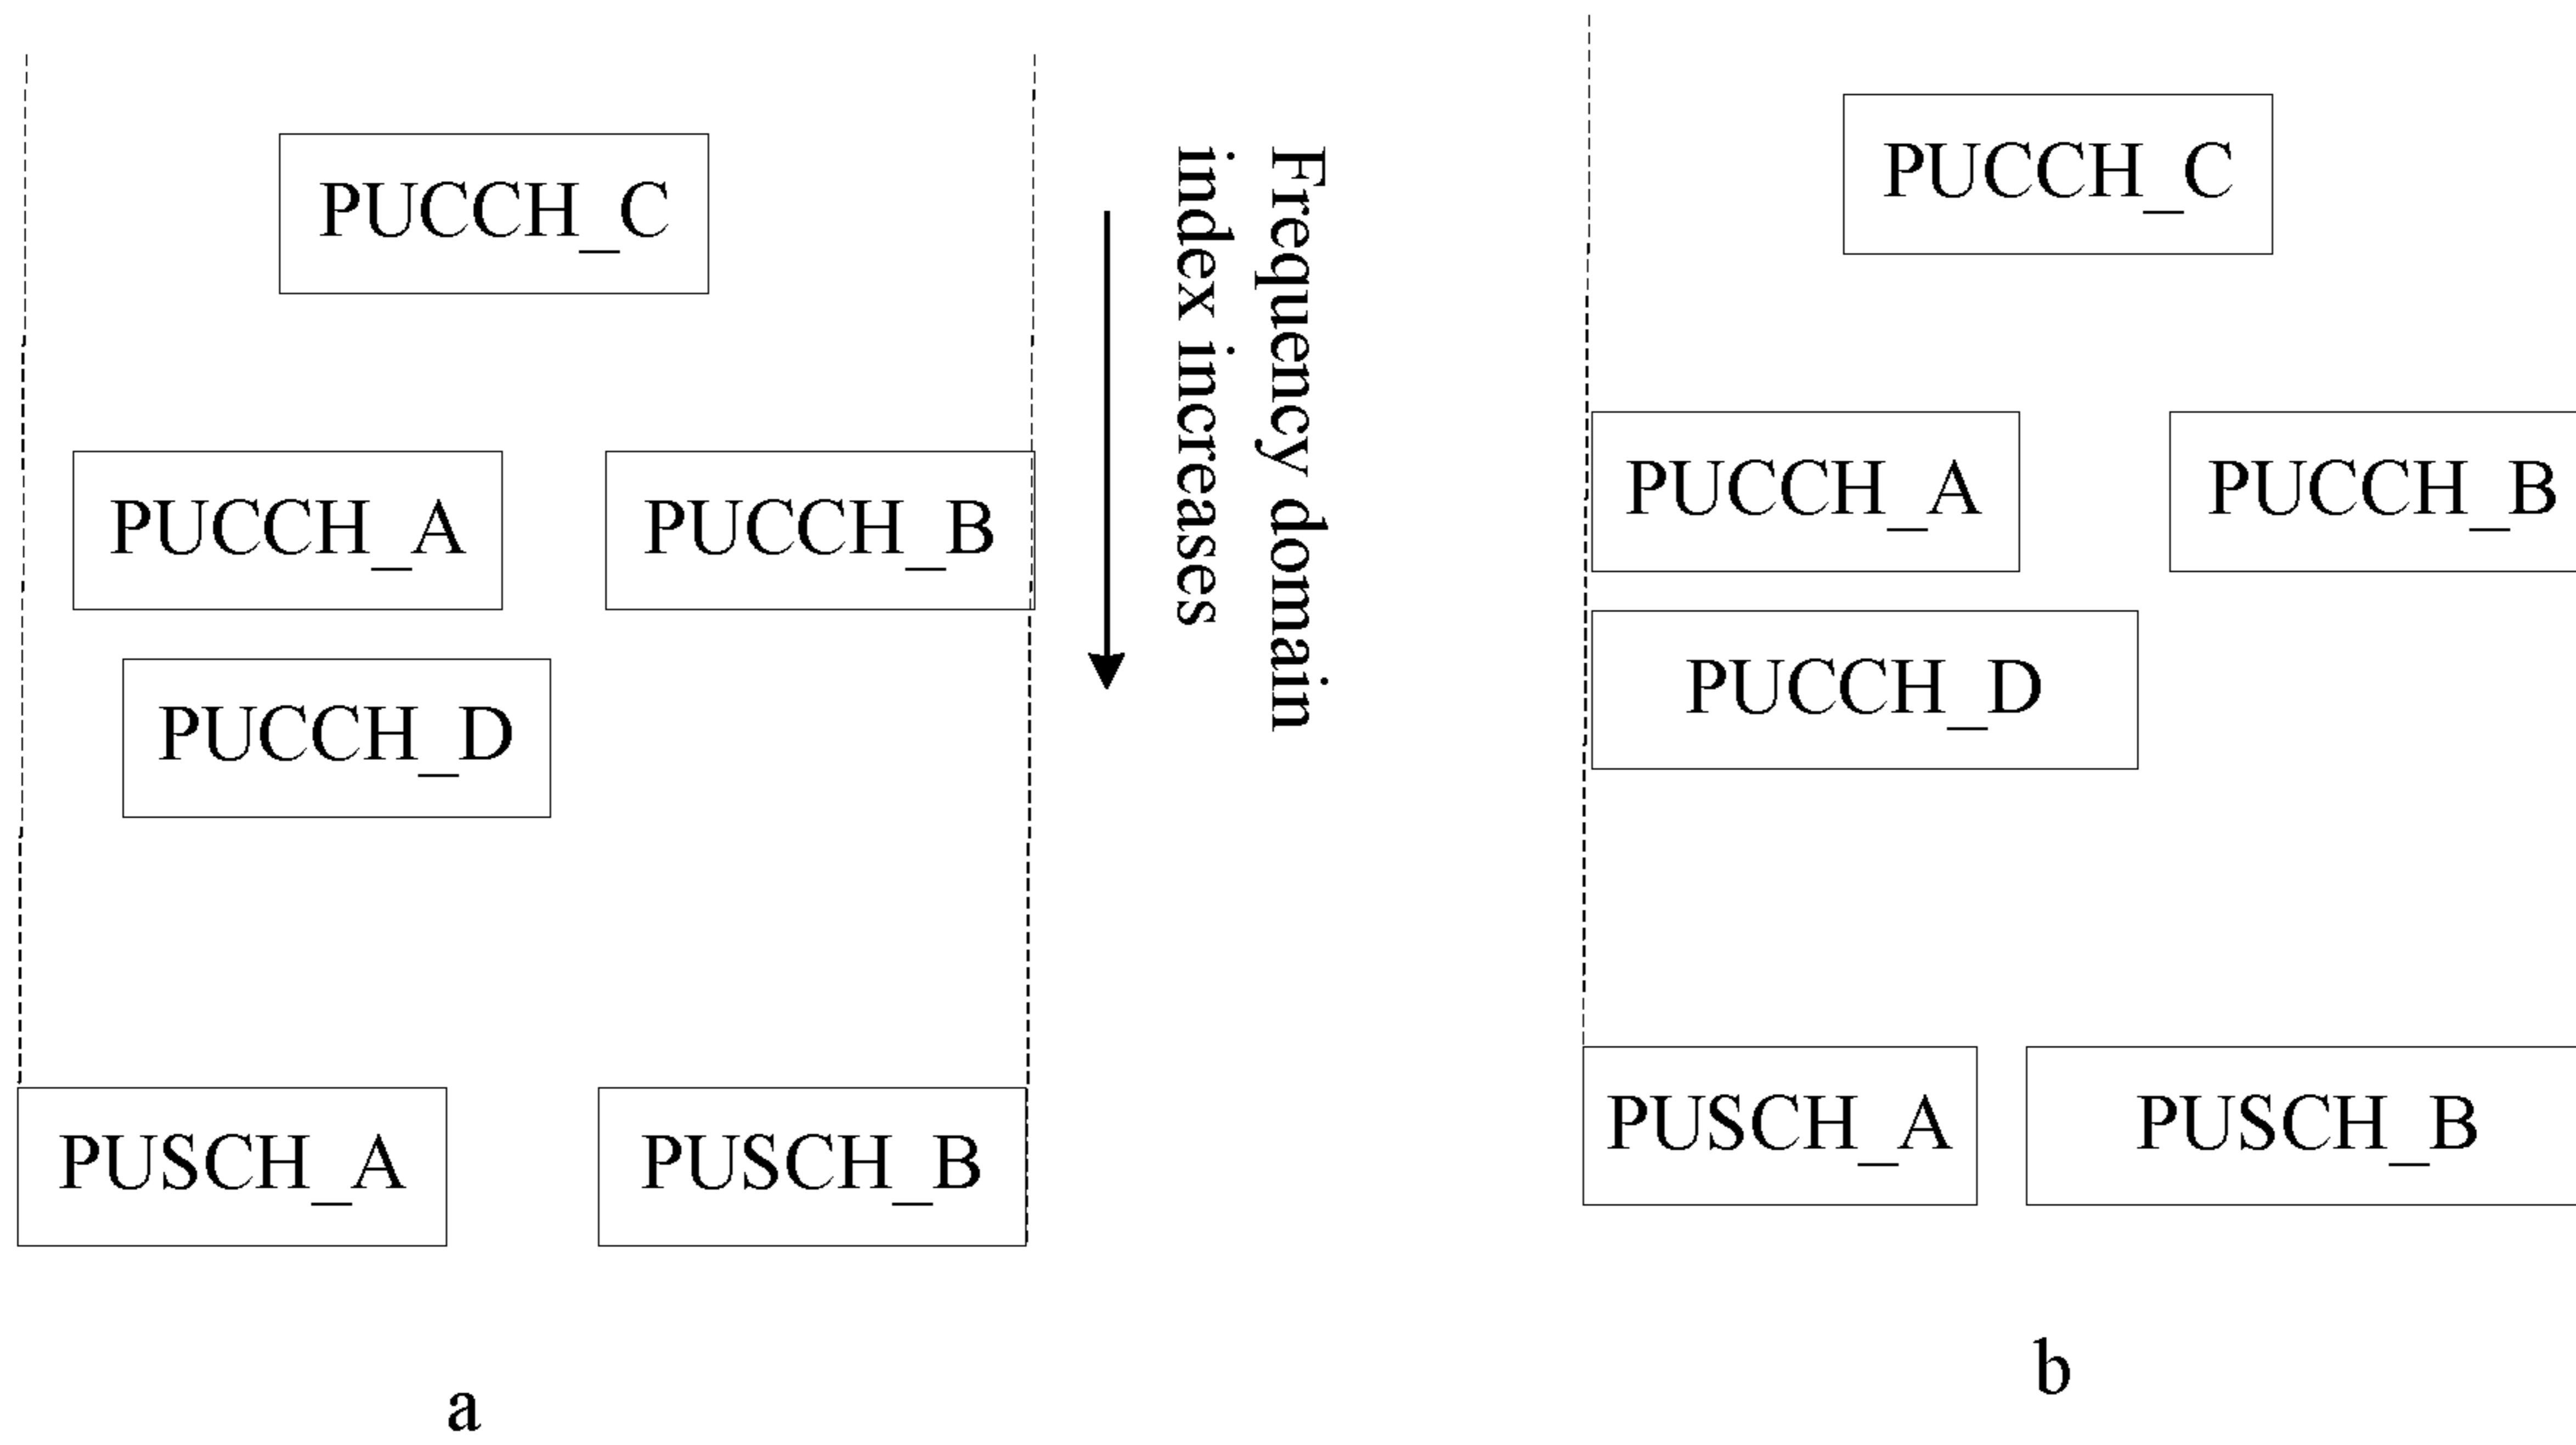 PUCCH_C
PUCCH_A
PUCCH_B
PUCCH_D
PUSCH_A
PUSCH_B
a
Frequency domain
index increases
PUCCH_C
PUCCH_A
PUCCH_B
PUCCH_D
PUSCH_A
PUSCH_B
b